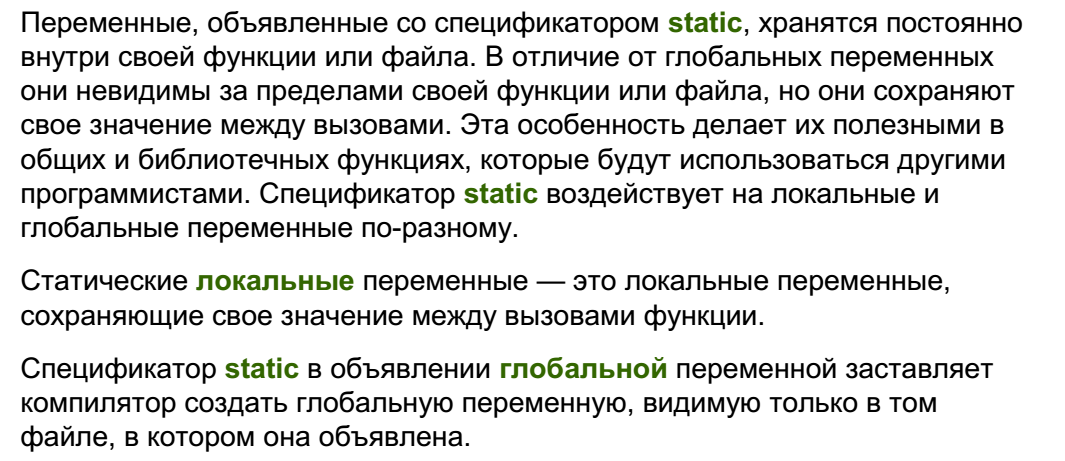 Переменные, объявленные со спецификатором static, хранятся постоянно
внутри своей функции или файла. В отличие от глобальных переменных
они невидимы за пределами своей функции или файла, но они сохраняют
свое значение между вызовами. Эта особенность делает их полезными в
общих и библиотечных функциях, которые будут использоваться другими
программистами. Спецификатор static воздействует на локальные и
глобальные переменные по-разному.
Статические локальные переменные — это локальные переменные,
сохраняющие свое значение между вызовами функции.
Спецификатор static в объявлении глобальной переменной заставляет
компилятор создать глобальную переменную, видимую только в том
файле, в котором она объявлена.